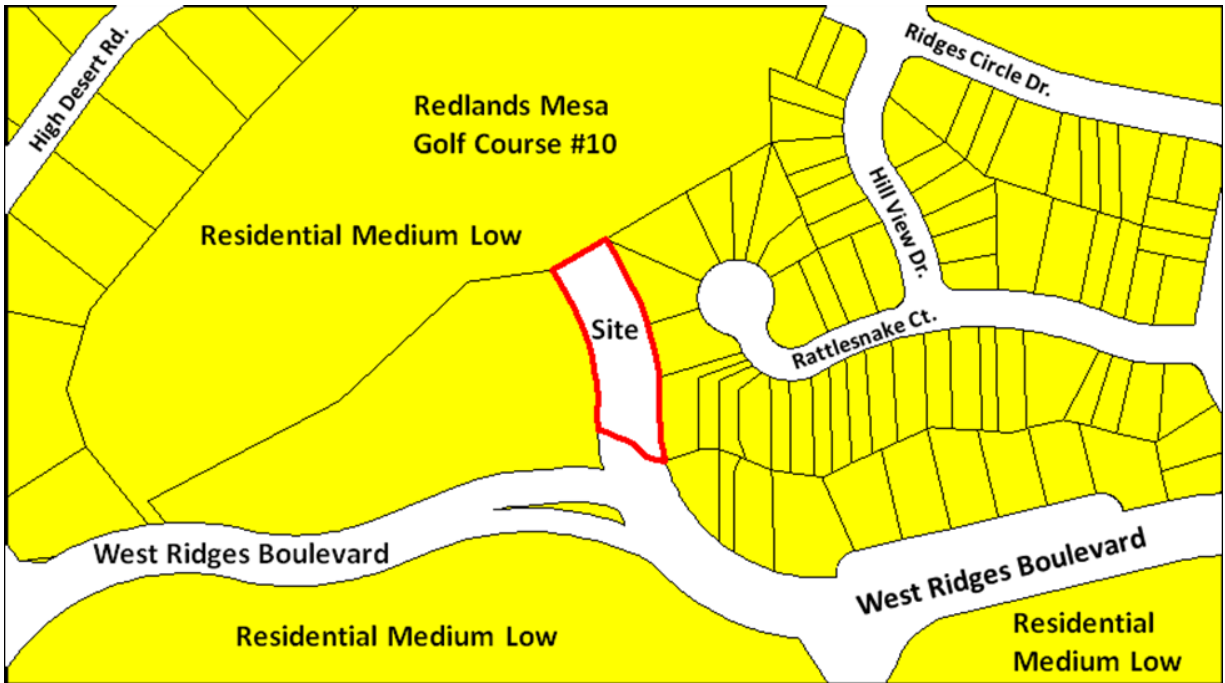 High Desert Rd.
Redlands Mesa
Golf Course #10
Ridges Circle Dr.
Hill View Dr.
Residential Medium Low
Site
Rattlesnake Ct.
West Ridges Boulevard
West Ridges Boulevard
Residential Medium Low
Residential
Medium Low